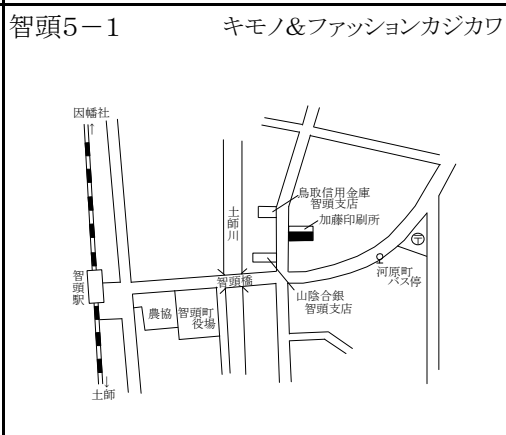 智頭5－1
キモノ&ファッションカジカワ
因幡社
↑
鳥取信用金庫
智頭支店
加藤印刷所
土師川
〒
河原町
バス停
智頭橋
智頭駅
山陰合銀
智頭支店
農協
智頭町
役場
↓
土師